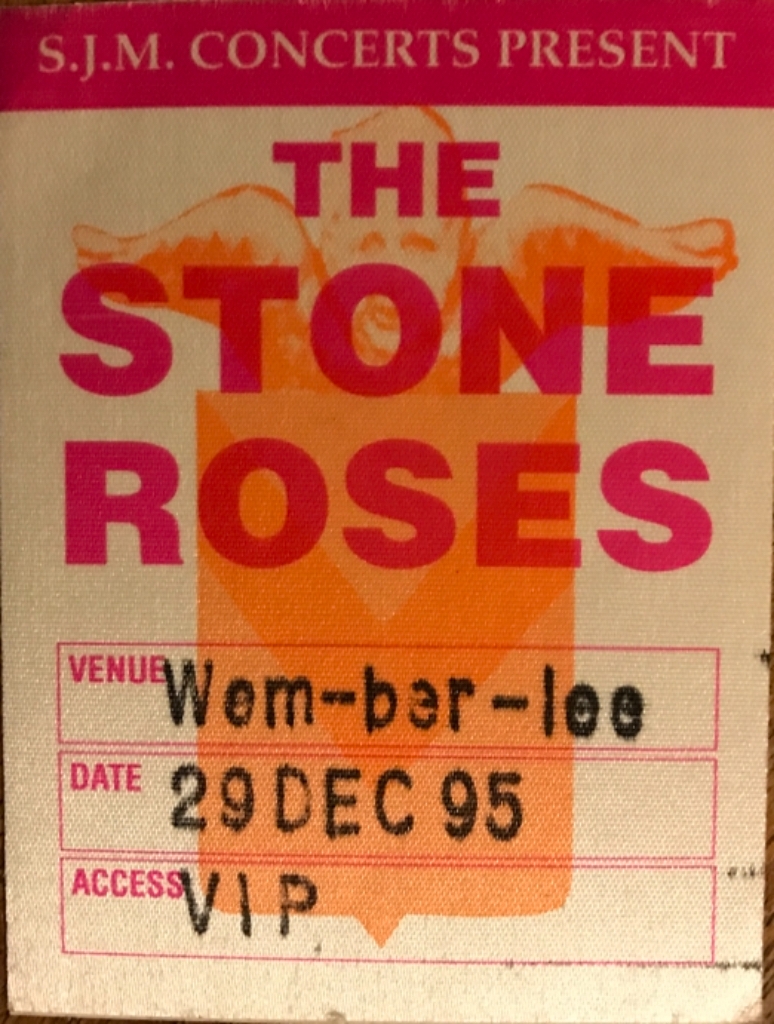 S.J.M. CONCERTS PRESENT
THE
STONE
ROSES
VENUE Wem-ber-lee
DATE 29 DEC 95
ACCESS VIP